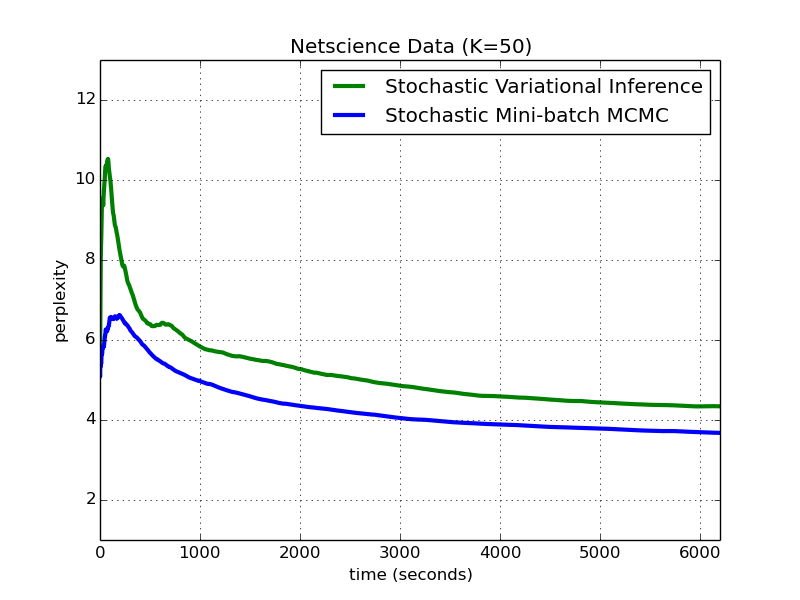 Netscience Data (K=50)
Stochastic Variational Inference
Stochastic Mini-batch MCMC
12
10
8
6
4
2
perplexity
0 1000 2000 3000 4000 5000 6000
time (seconds)